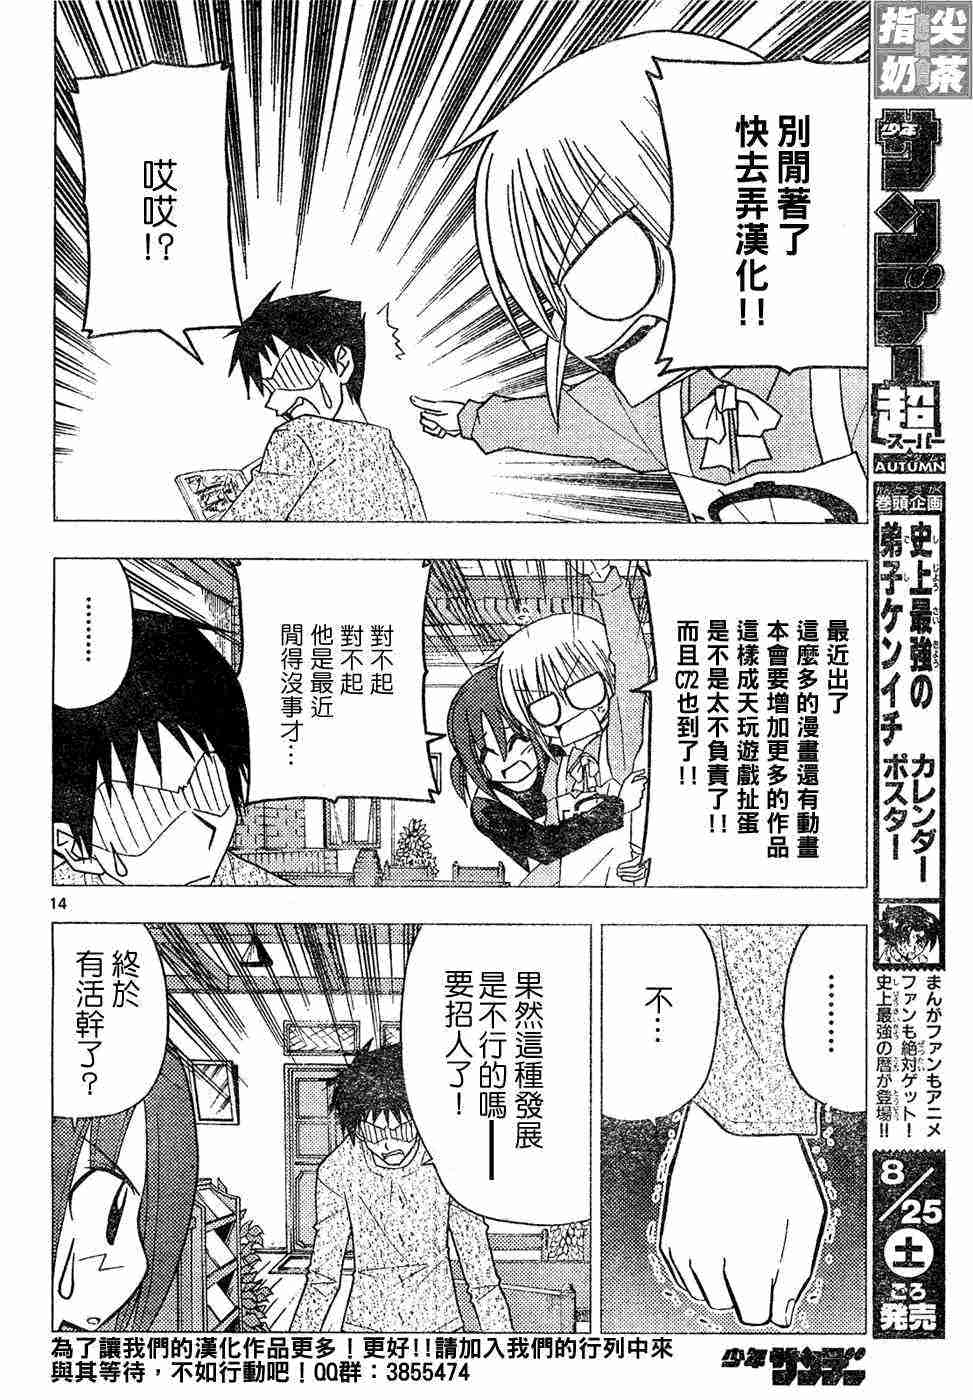 別閒著了
快去弄漢化!!
哎
哎
!?
最近出了
這麼多的漫畫還有動畫
本會要增加更多的作品
這樣成天玩遊戲扯蛋
是不是太不負責了!!
而且C72也到了!!
對不起
對不起
他是最近
閒得沒事才…
………
14
………
不…
果然這種發展
是不行的嗎——
要招人了!
終於
有活幹了?
為了讓我們的漢化作品更多!更好!!請加入我們的行列中來
與其等待,不如行動吧!QQ群:3855474
少年サンデー
指尖
奶茶
少年サンデー超
スーパー
AUTUMN
巻頭企画
史上最強の
弟子ケンイチ
カレンダー
ポスター
まんがファンもアニメ
ファンも絶対ゲット!
史上最強の暦が登場!!
8/25
土
ごろ
発売